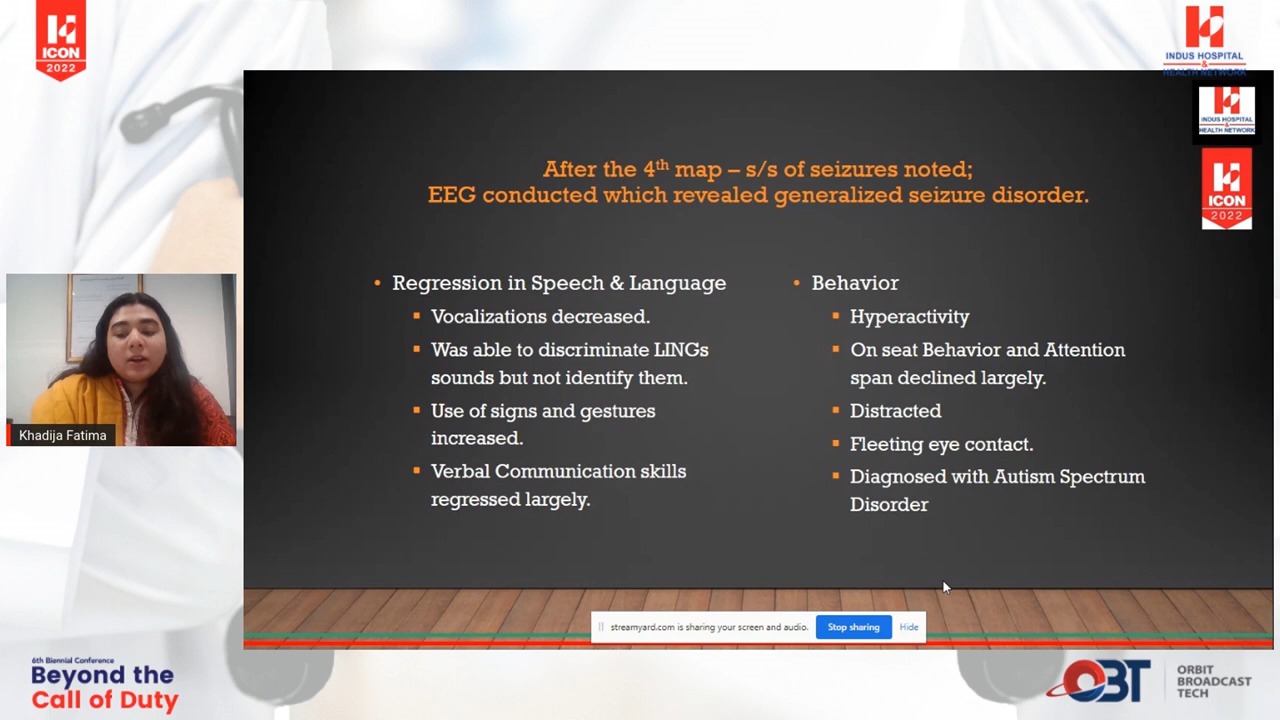 ICON
2022
INDUS HOSPITAL
&
HEALTH NETWORK
INDUS HOSPITAL
&
HEALTH NETWORK
ICON
2022
After the 4th map – s/s of seizures noted;
EEG conducted which revealed generalized seizure disorder.
• Regression in Speech & Language
▪ Vocalizations decreased.
▪ Was able to discriminate LINGs
sounds but not identify them.
▪ Use of signs and gestures
increased.
▪ Verbal Communication skills
regressed largely.
• Behavior
▪ Hyperactivity
▪ On seat Behavior and Attention
span declined largely.
▪ Distracted
▪ Fleeting eye contact.
▪ Diagnosed with Autism Spectrum
Disorder
Khadija Fatima
streamyard.com is sharing your screen and audio. Stop sharing Hide
6th Biennial Conference
Beyond the
Call of Duty
OBT
ORBIT
BROADCAST
TECH